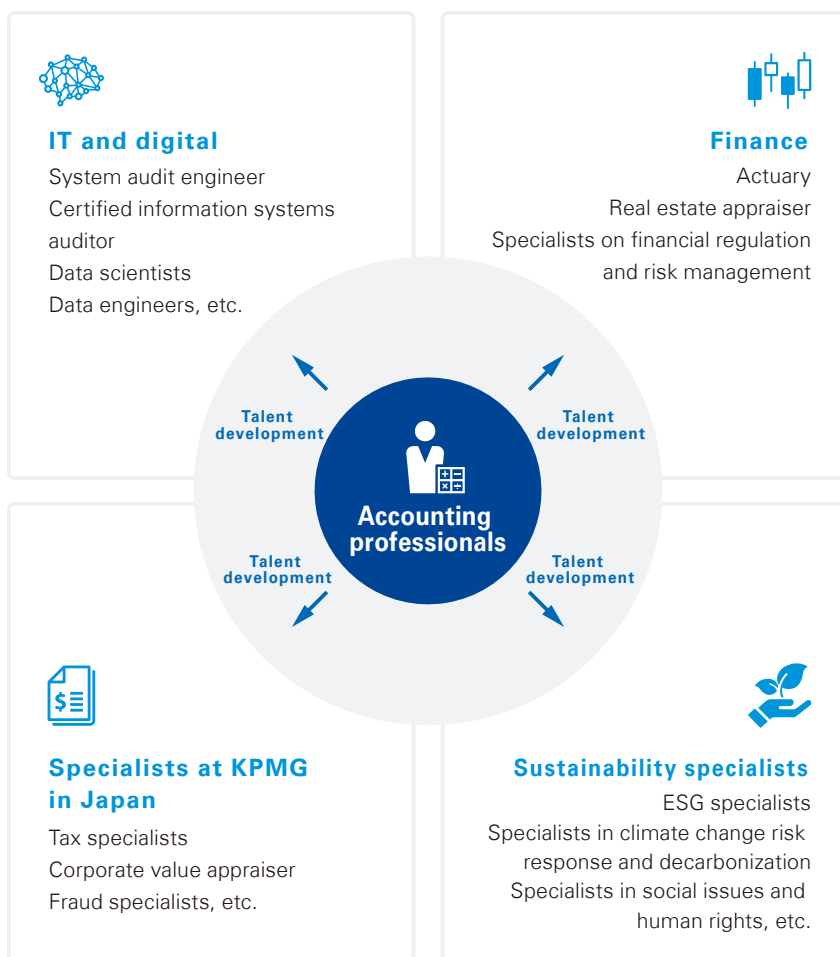 IT and digital
System audit engineer
Certified information systems
auditor
Data scientists
Data engineers, etc.
Finance
Actuary
Real estate appraiser
Specialists on financial regulation
and risk management
Talent
development
Talent
development
Accounting
professionals
Talent
development
Talent
development
Specialists at KPMG
in Japan
Tax specialists
Corporate value appraiser
Fraud specialists, etc.
Sustainability specialists
ESG specialists
Specialists in climate change risk
response and decarbonization
Specialists in social issues and
human rights, etc.